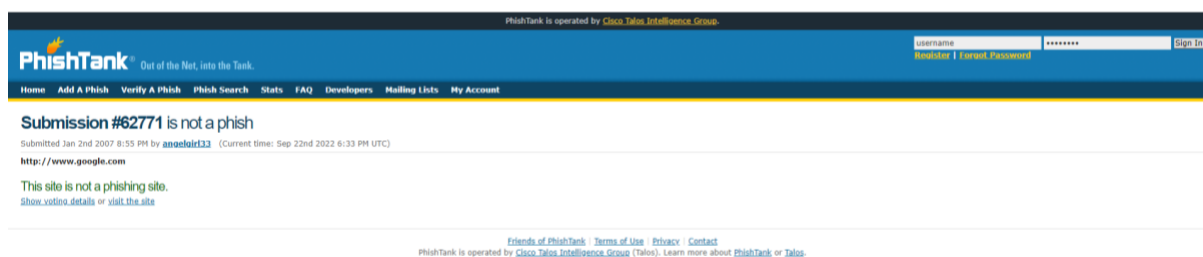 PhishTank is operated by Cisco Talos Intelligence Group.
username ******** Sign In
PhishTank® Out of the Net, into the Tank.
Register | Forgot Password
Home Add A Phish Verify A Phish Phish Search Stats FAQ Developers Mailing Lists My Account
Submission #62771 is not a phish
Submitted Jan 2nd 2007 8:55 PM by angelgirl33 (Current time: Sep 22nd 2022 6:33 PM UTC)
http://www.google.com
This site is not a phishing site.
Show voting details or visit the site
Friends of PhishTank | Terms of Use | Privacy | Contact
PhishTank is operated by Cisco Talos Intelligence Group (Talos). Learn more about PhishTank or Talos.